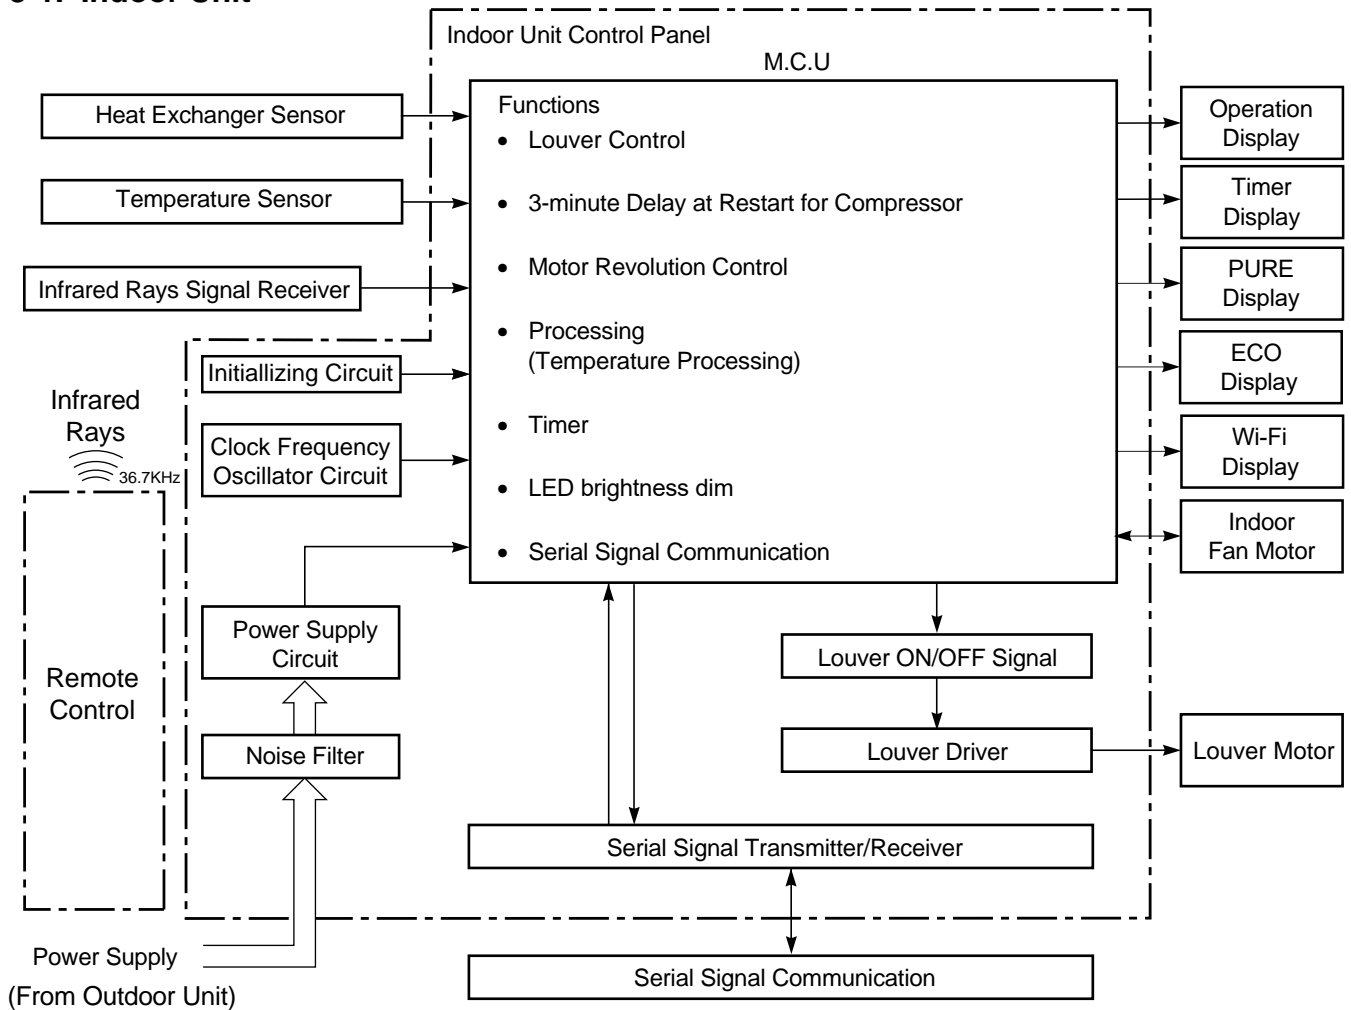 Indoor Unit
Indoor Unit Control Panel
M.C.U
Heat Exchanger Sensor
Temperature Sensor
Infrared Rays Signal Receiver
Initiallizing Circuit
Clock Frequency
Oscillator Circuit
Infrared
Rays
36.7KHz
Remote
Control
Power Supply
Circuit
Noise Filter
Power Supply
(From Outdoor Unit)
Functions
• Louver Control
• 3-minute Delay at Restart for Compressor
• Motor Revolution Control
• Processing
(Temperature Processing)
• Timer
• LED brightness dim
• Serial Signal Communication
Louver ON/OFF Signal
Louver Driver
Serial Signal Transmitter/Receiver
Serial Signal Communication
Operation
Display
Timer
Display
PURE
Display
ECO
Display
Wi-Fi
Display
Indoor
Fan Motor
Louver Motor